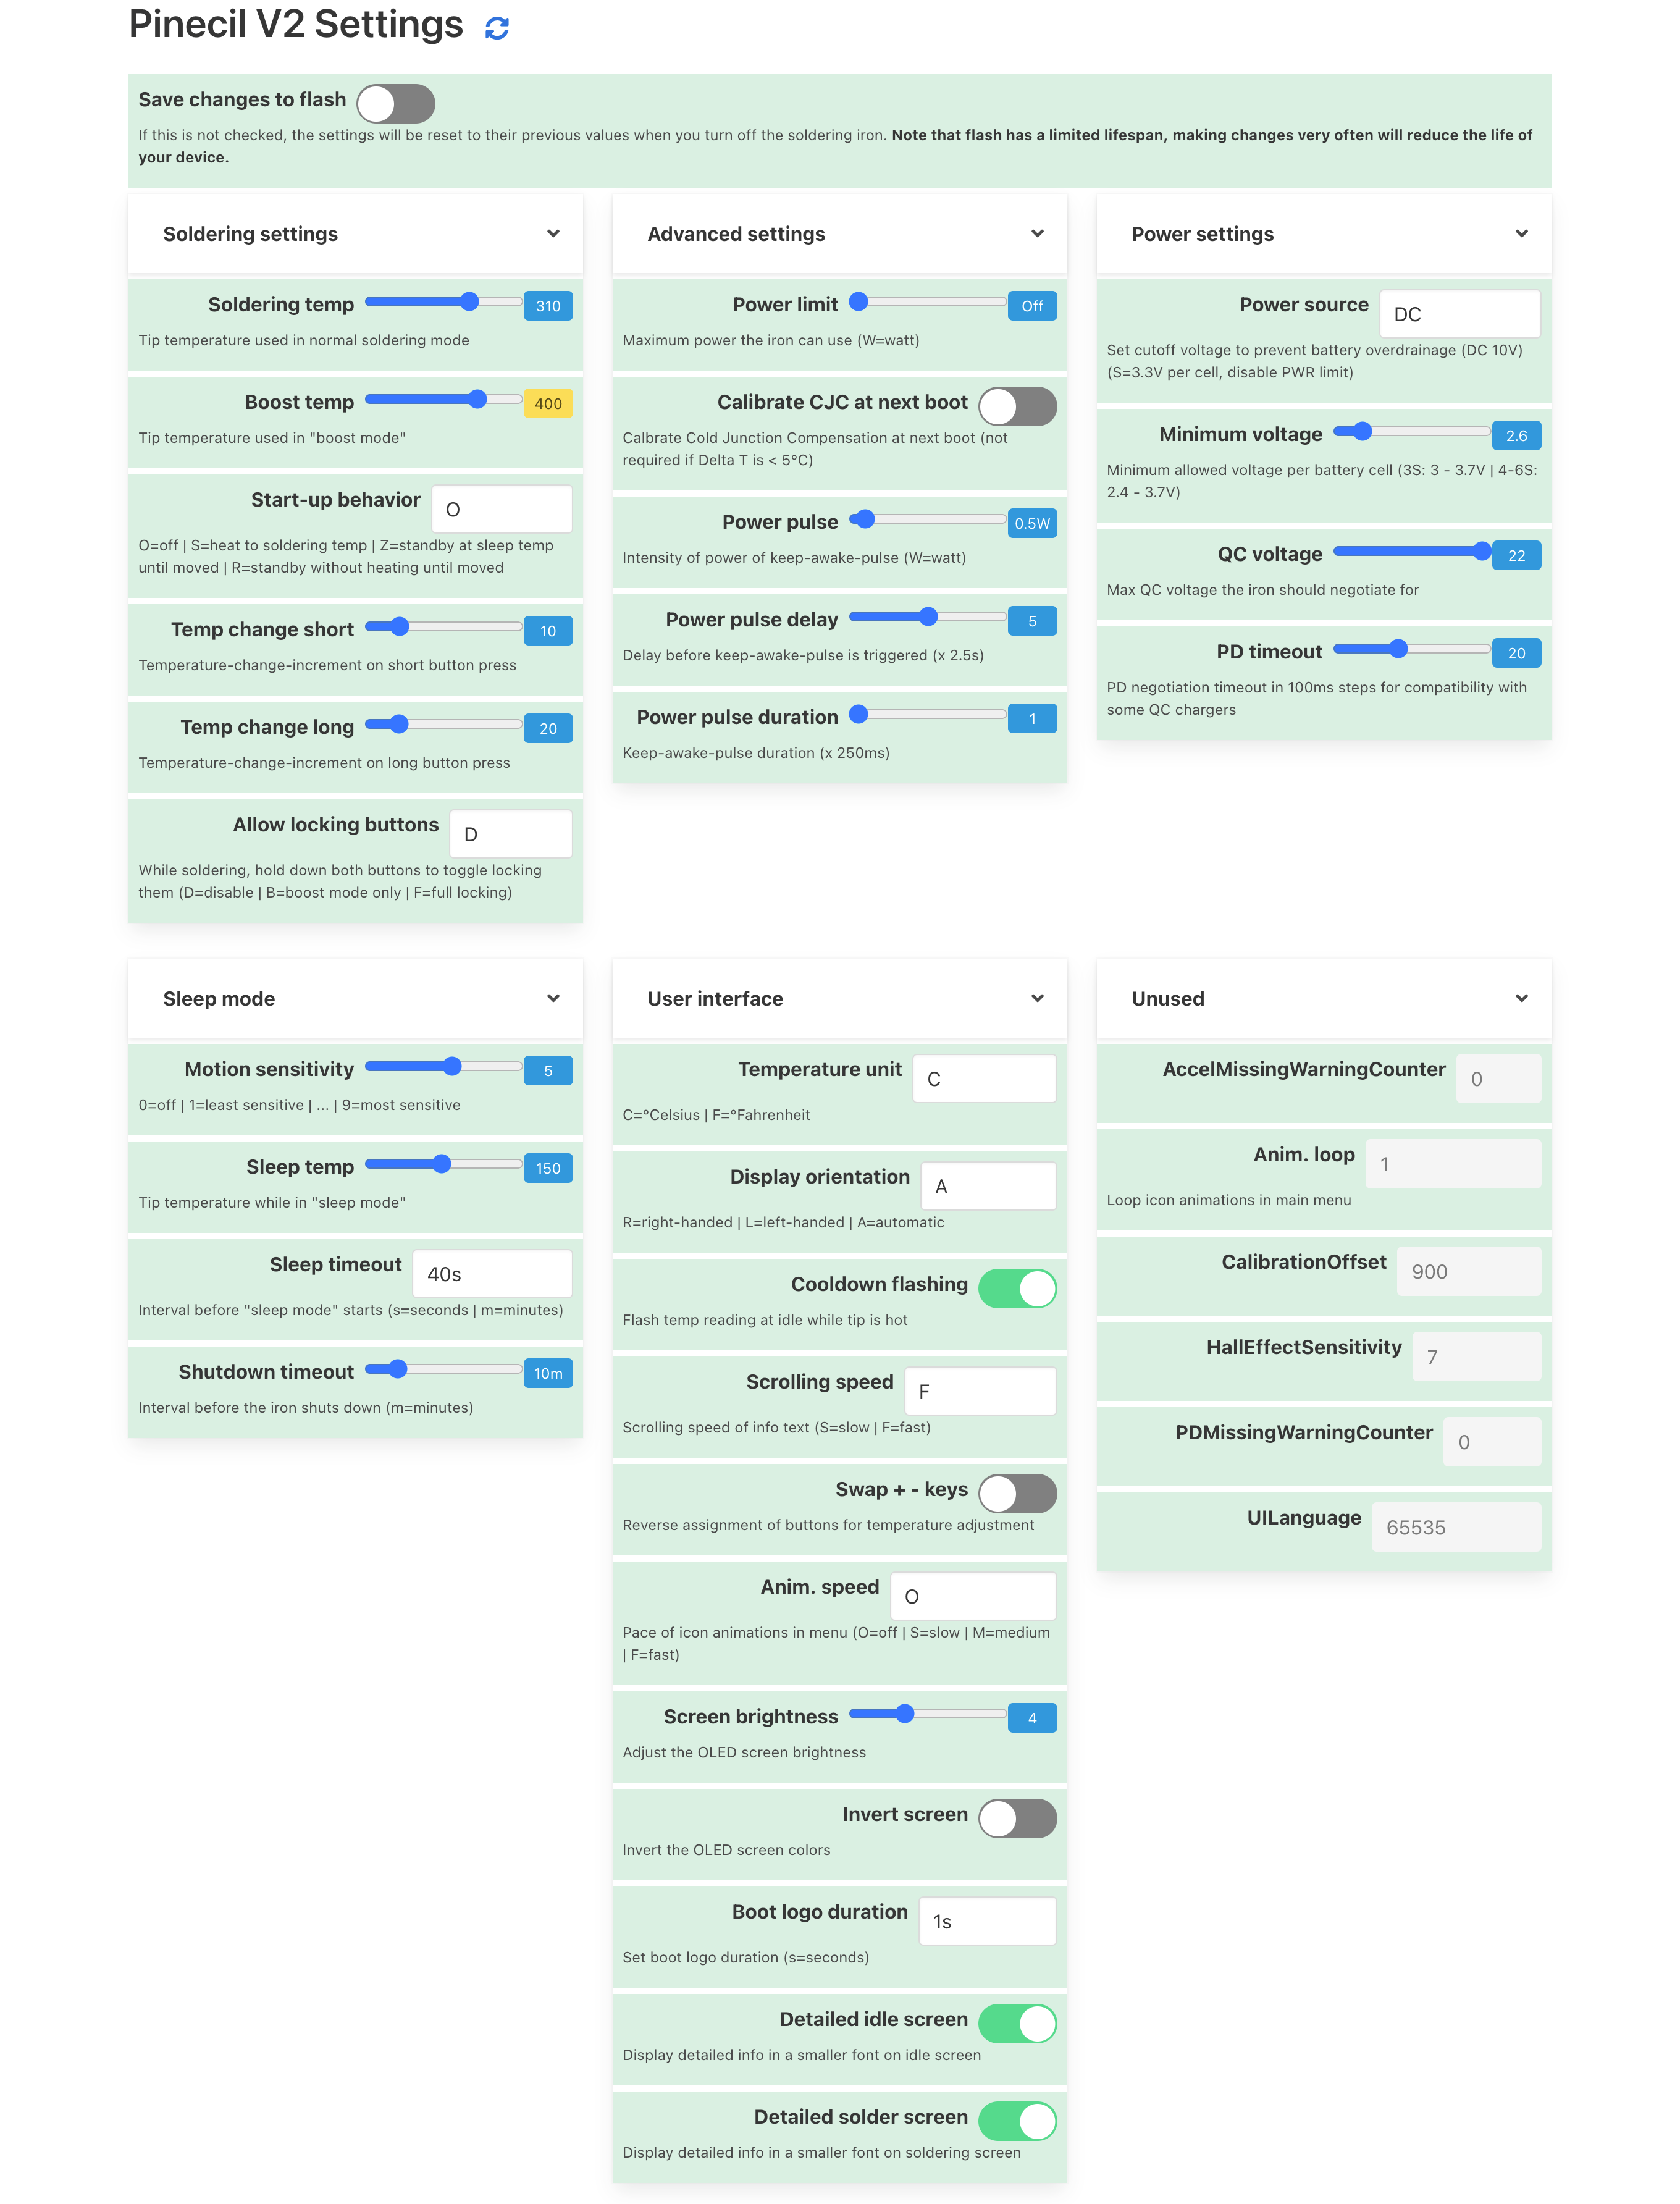 Pinecil V2 Settings
Save changes to flash
If this is not checked, the settings will be reset to their previous values when you turn off the soldering iron. Note that flash has a limited lifespan, making changes very often will reduce the life of
your device.
Soldering settings
Soldering temp 310
Tip temperature used in normal soldering mode
Boost temp 400
Tip temperature used in "boost mode"
Start-up behavior O
O=off | S=heat to soldering temp | Z=standby at sleep temp
until moved | R=standby without heating until moved
Temp change short 10
Temperature-change-increment on short button press
Temp change long 20
Temperature-change-increment on long button press
Allow locking buttons D
While soldering, hold down both buttons to toggle locking
them (D=disable | B=boost mode only | F=full locking)
Advanced settings
Power limit Off
Maximum power the iron can use (W=watt)
Calibrate CJC at next boot
Calbrate Cold Junction Compensation at next boot (not
required if Delta T is < 5°C)
Power pulse 0.5W
Intensity of power of keep-awake-pulse (W=watt)
Power pulse delay 5
Delay before keep-awake-pulse is triggered (x 2.5s)
Power pulse duration 1
Keep-awake-pulse duration (x 250ms)
Power settings
Power source DC
Set cutoff voltage to prevent battery overdrainage (DC 10V)
(S=3.3V per cell, disable PWR limit)
Minimum voltage 2.6
Minimum allowed voltage per battery cell (3S: 3 - 3.7V | 4-6S:
2.4 - 3.7V)
QC voltage 22
Max QC voltage the iron should negotiate for
PD timeout 20
PD negotiation timeout in 100ms steps for compatibility with
some QC chargers
Sleep mode
Motion sensitivity 5
0=off | 1=least sensitive | ... | 9=most sensitive
Sleep temp 150
Tip temperature while in "sleep mode"
Sleep timeout 40s
Interval before "sleep mode" starts (s=seconds | m=minutes)
Shutdown timeout 10m
Interval before the iron shuts down (m=minutes)
User interface
Temperature unit C
C=°Celsius | F=°Fahrenheit
Display orientation A
R=right-handed | L=left-handed | A=automatic
Cooldown flashing
Flash temp reading at idle while tip is hot
Scrolling speed F
Scrolling speed of info text (S=slow | F=fast)
Swap + - keys
Reverse assignment of buttons for temperature adjustment
Anim. speed O
Pace of icon animations in menu (O=off | S=slow | M=medium
| F=fast)
Screen brightness 4
Adjust the OLED screen brightness
Invert screen
Invert the OLED screen colors
Boot logo duration 1s
Set boot logo duration (s=seconds)
Detailed idle screen
Display detailed info in a smaller font on idle screen
Detailed solder screen
Display detailed info in a smaller font on soldering screen
Unused
AccelMissingWarningCounter 0
Anim. loop 1
Loop icon animations in main menu
CalibrationOffset 900
HallEffectSensitivity 7
PDMissingWarningCounter 0
UILanguage 65535